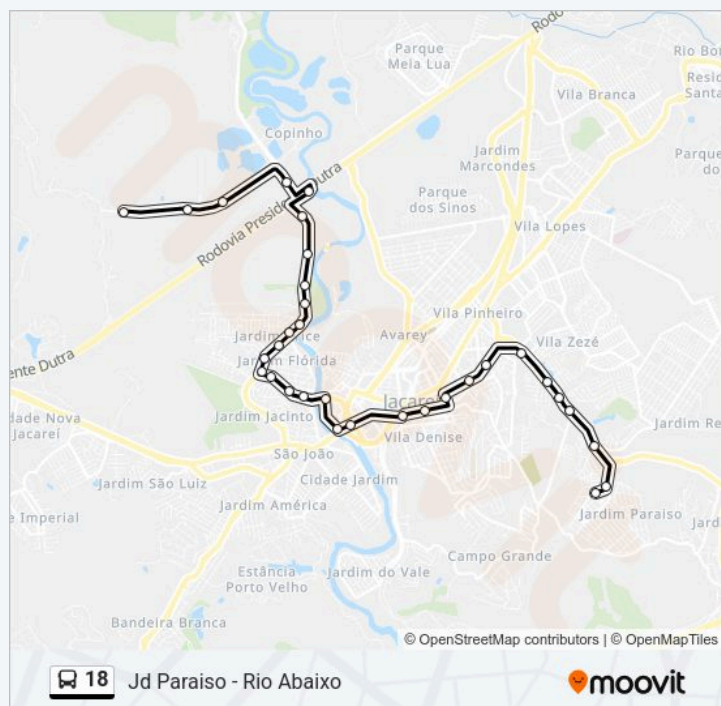 Rodo
Parque
Meia Lua
Rio Bon
Vila Branca
Resid
Santa
Copinho
Jardim
Marcondes
Parque
do
Rodovia Presidente Dutra
Parque
dos Sinos
Vila Lopes
Vila Pinheiro
Avarey
Vila Zezé
Jardim Flórida
ente Dutra
Jacareí
dade Nova
Jacareí
Jardim Jacinto
Vila Denise
Jardim Re
São João
Cidade Jardim
Jardim São Luiz
Jardim América
e Imperial
Jardim Paraiso
Jard
Campo Grande
Estância
Porto Velho
Jardim do Vale
Bandeira Branca
© OpenStreetMap contributors | © OpenMapTiles
18 Jd Paraiso - Rio Abaixo
moovit